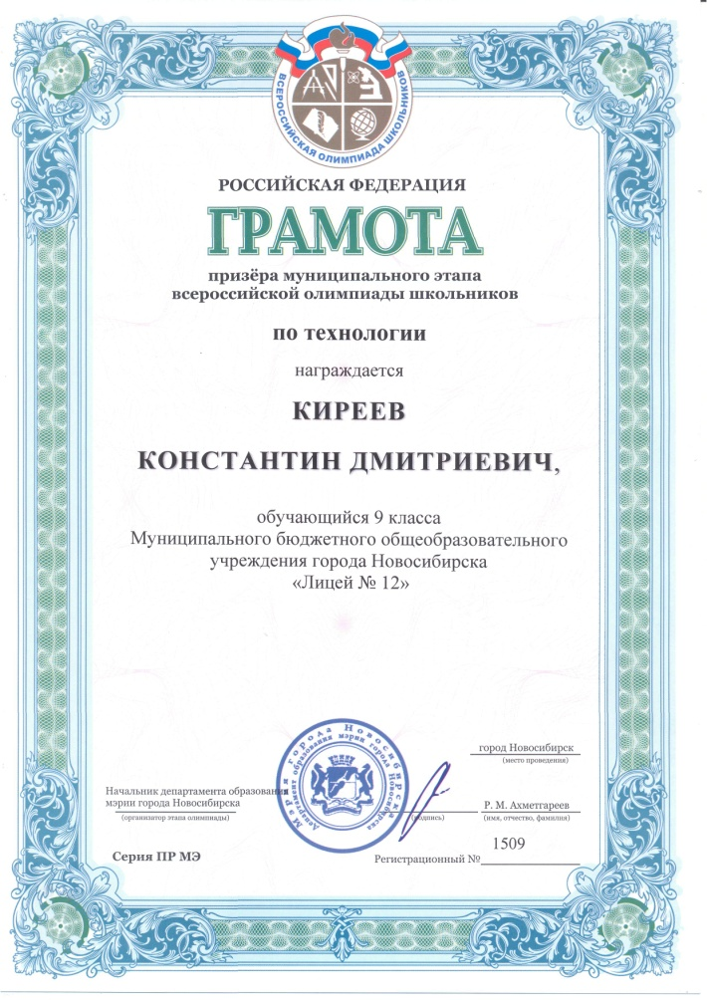 ВСЕРОССИЙСКАЯ ОЛИМПИАДА ШКОЛЬНИКОВ
РОССИЙСКАЯ ФЕДЕРАЦИЯ
ГРАМОТА
призёра муниципального этапа
всероссийской олимпиады школьников
по технологии
награждается
КИРЕЕВ
КОНСТАНТИН ДМИТРИЕВИЧ,
обучающийся 9 класса
Муниципального бюджетного общеобразовательного
учреждения города Новосибирска
«Лицей № 12»
Мэрия города Новосибирска
Департамент образования мэрии города Новосибирска
город Новосибирск
(место проведения)
Начальник департамента образования
мэрии города Новосибирска
(организатор этапа олимпиады)
(подпись)
Р. М. Ахметгареев
(имя, отчество, фамилия)
Серия ПР МЭ
Регистрационный № 1509